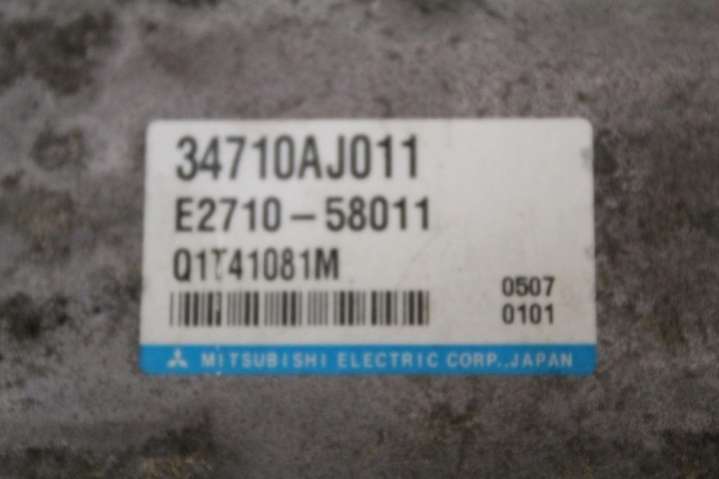 34710AJ011
E2710-58011
Q1T41081M
0507
0101
MITSUBISHI ELECTRIC CORP., JAPAN